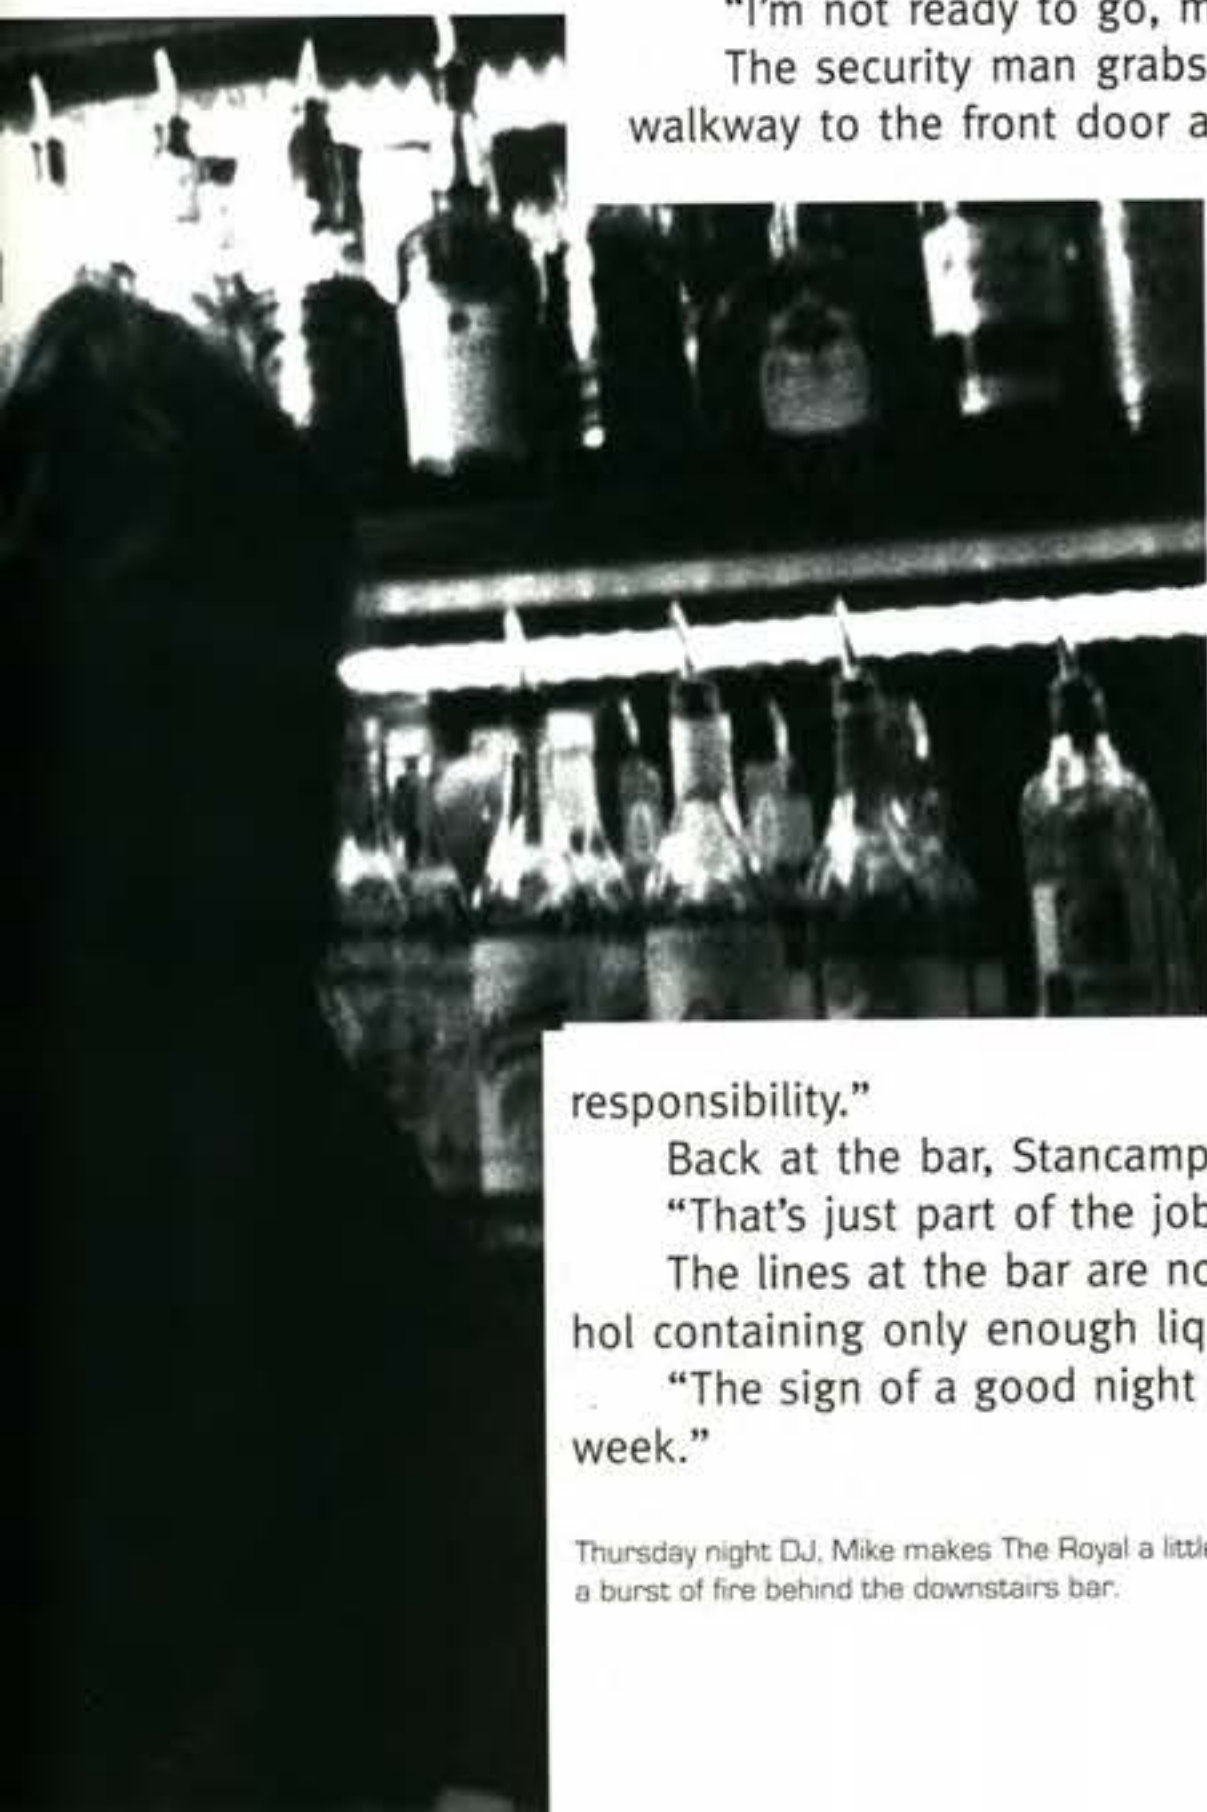 "I'm not ready to go, m
The security man grabs
walkway to the front door a
responsibility."
Back at the bar, Stancamp
"That's just part of the job
The lines at the bar are no
hol containing only enough liq
"The sign of a good night
week."
Thursday night DJ, Mike makes The Royal a little
a burst of fire behind the downstairs bar.